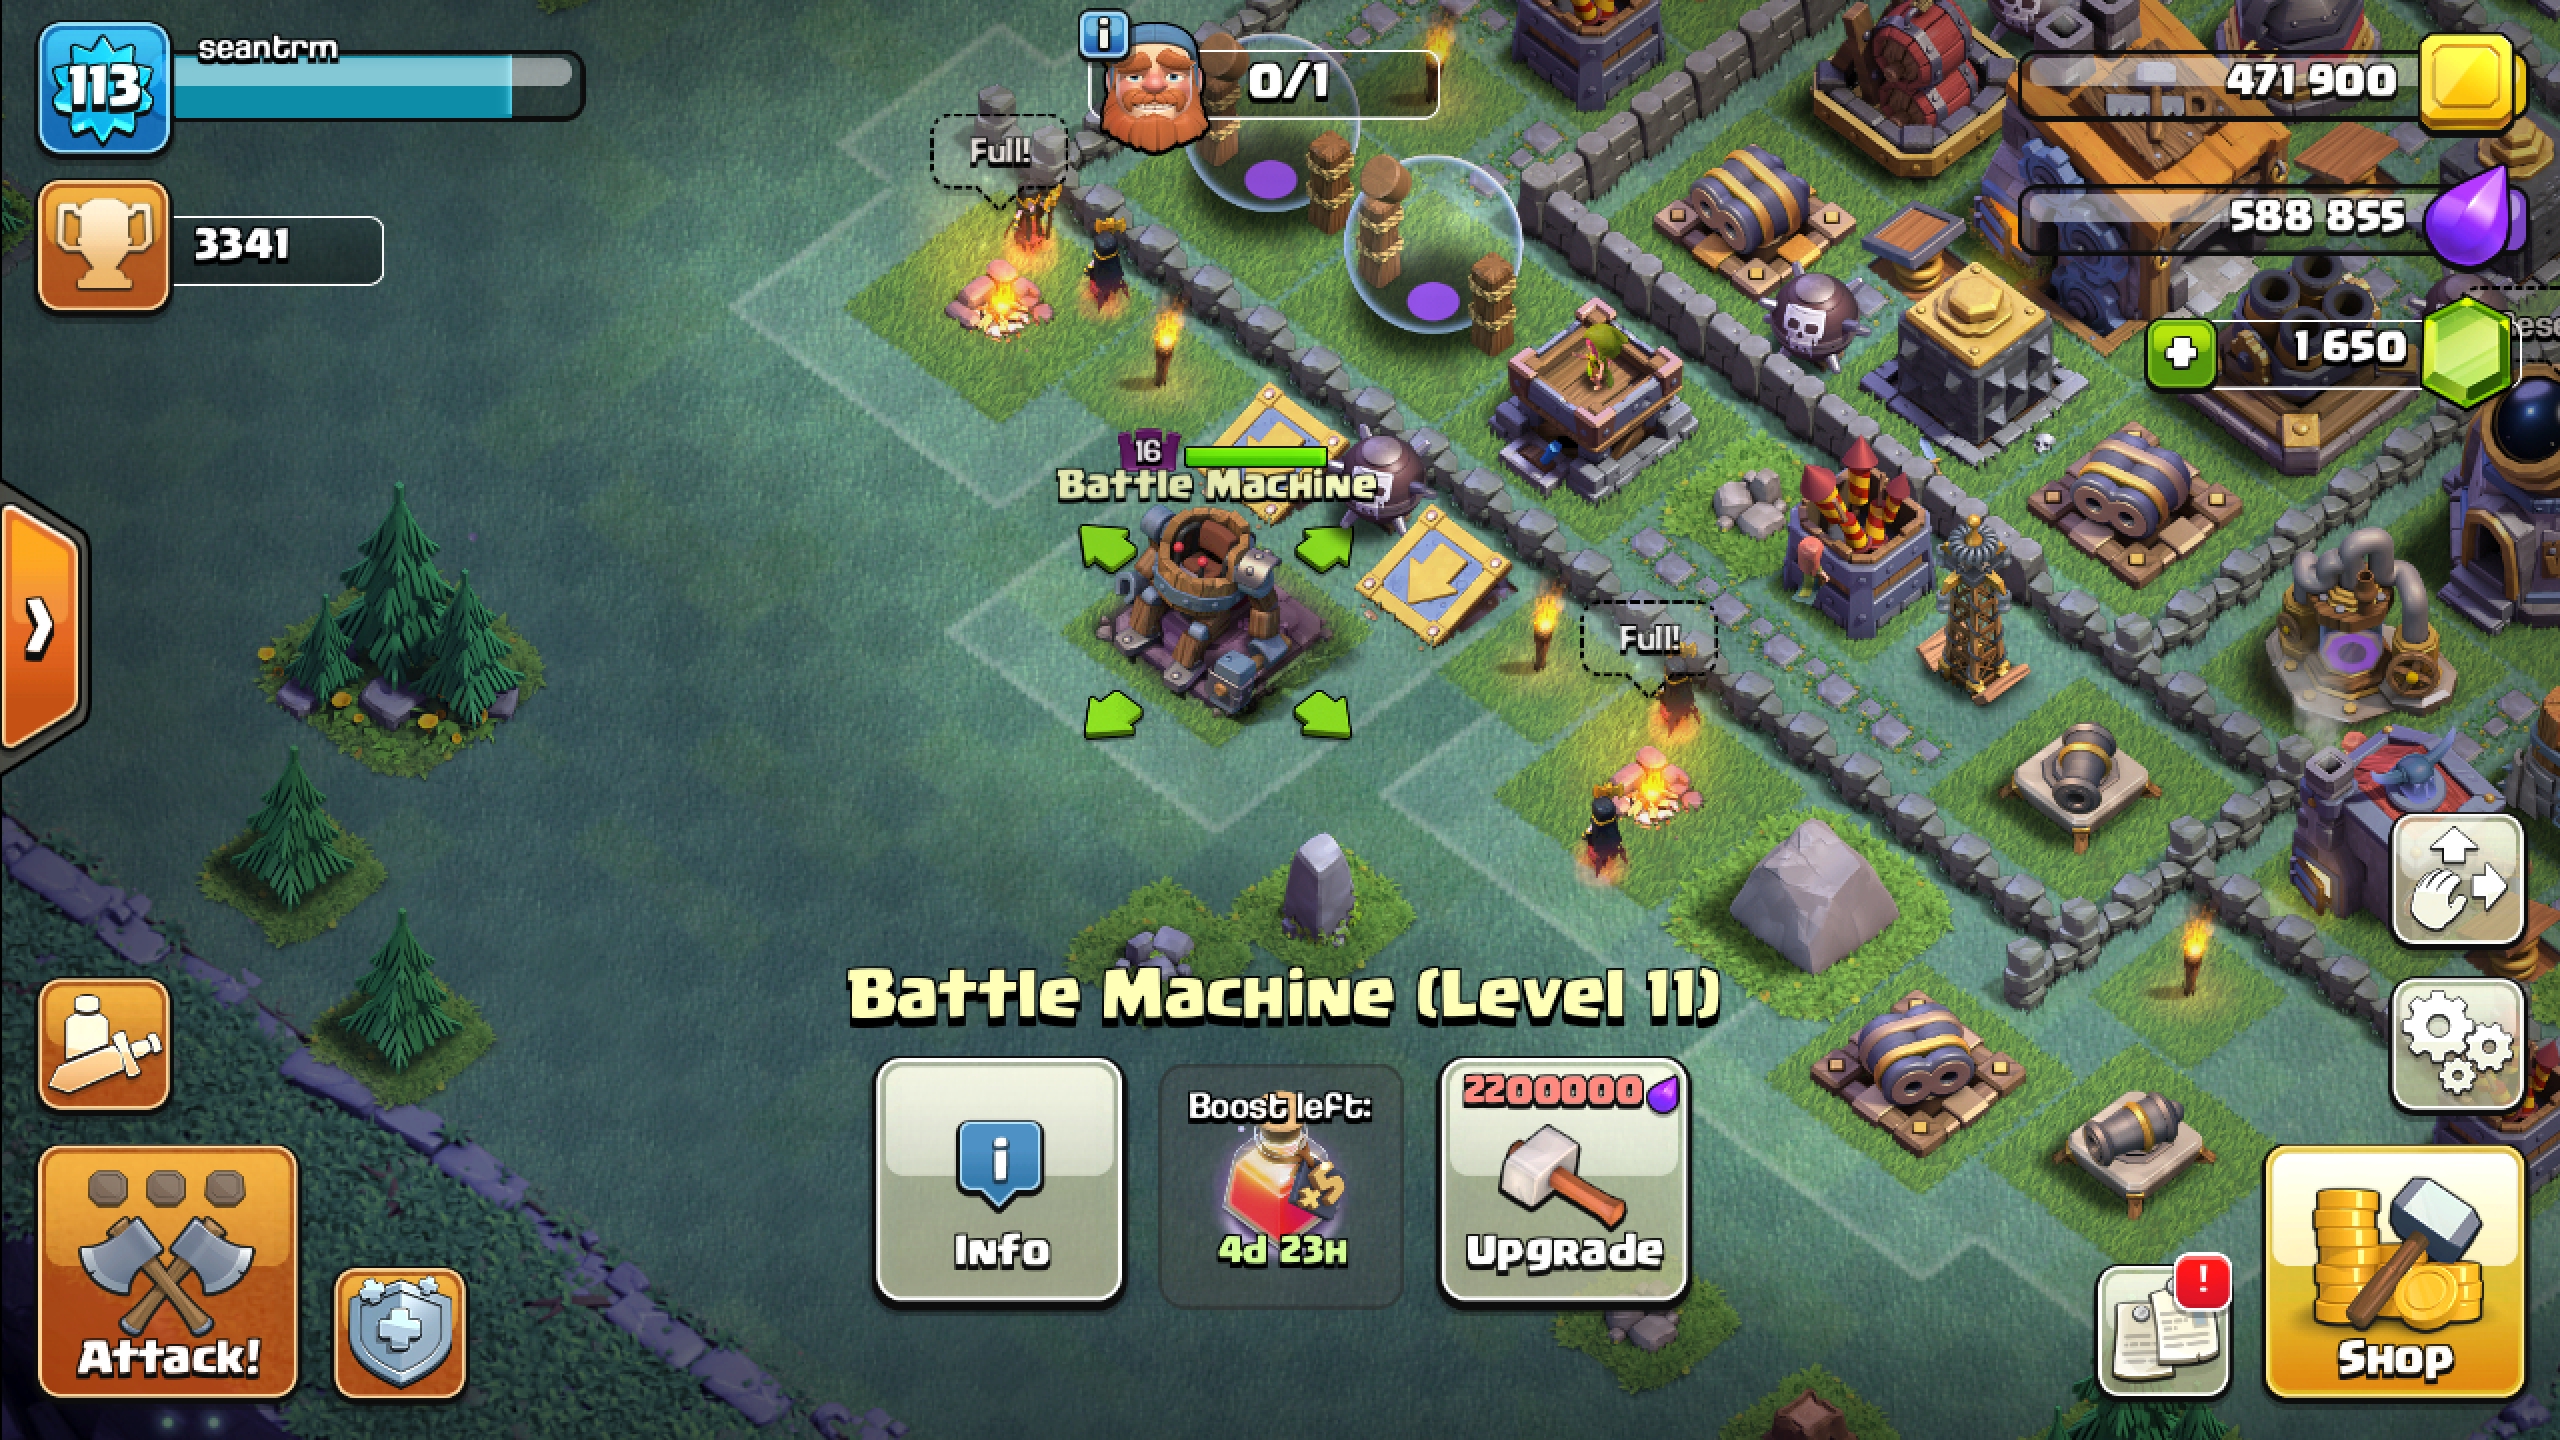 113
seantrm
0/1
471 900
Full!
588 855
3341
1 650
16
Battle Machine
Full!
Battle Machine (Level 11)
Info
Boost left:
x5
4d 23H
2200000
Upgrade
Attack!
!
Shop